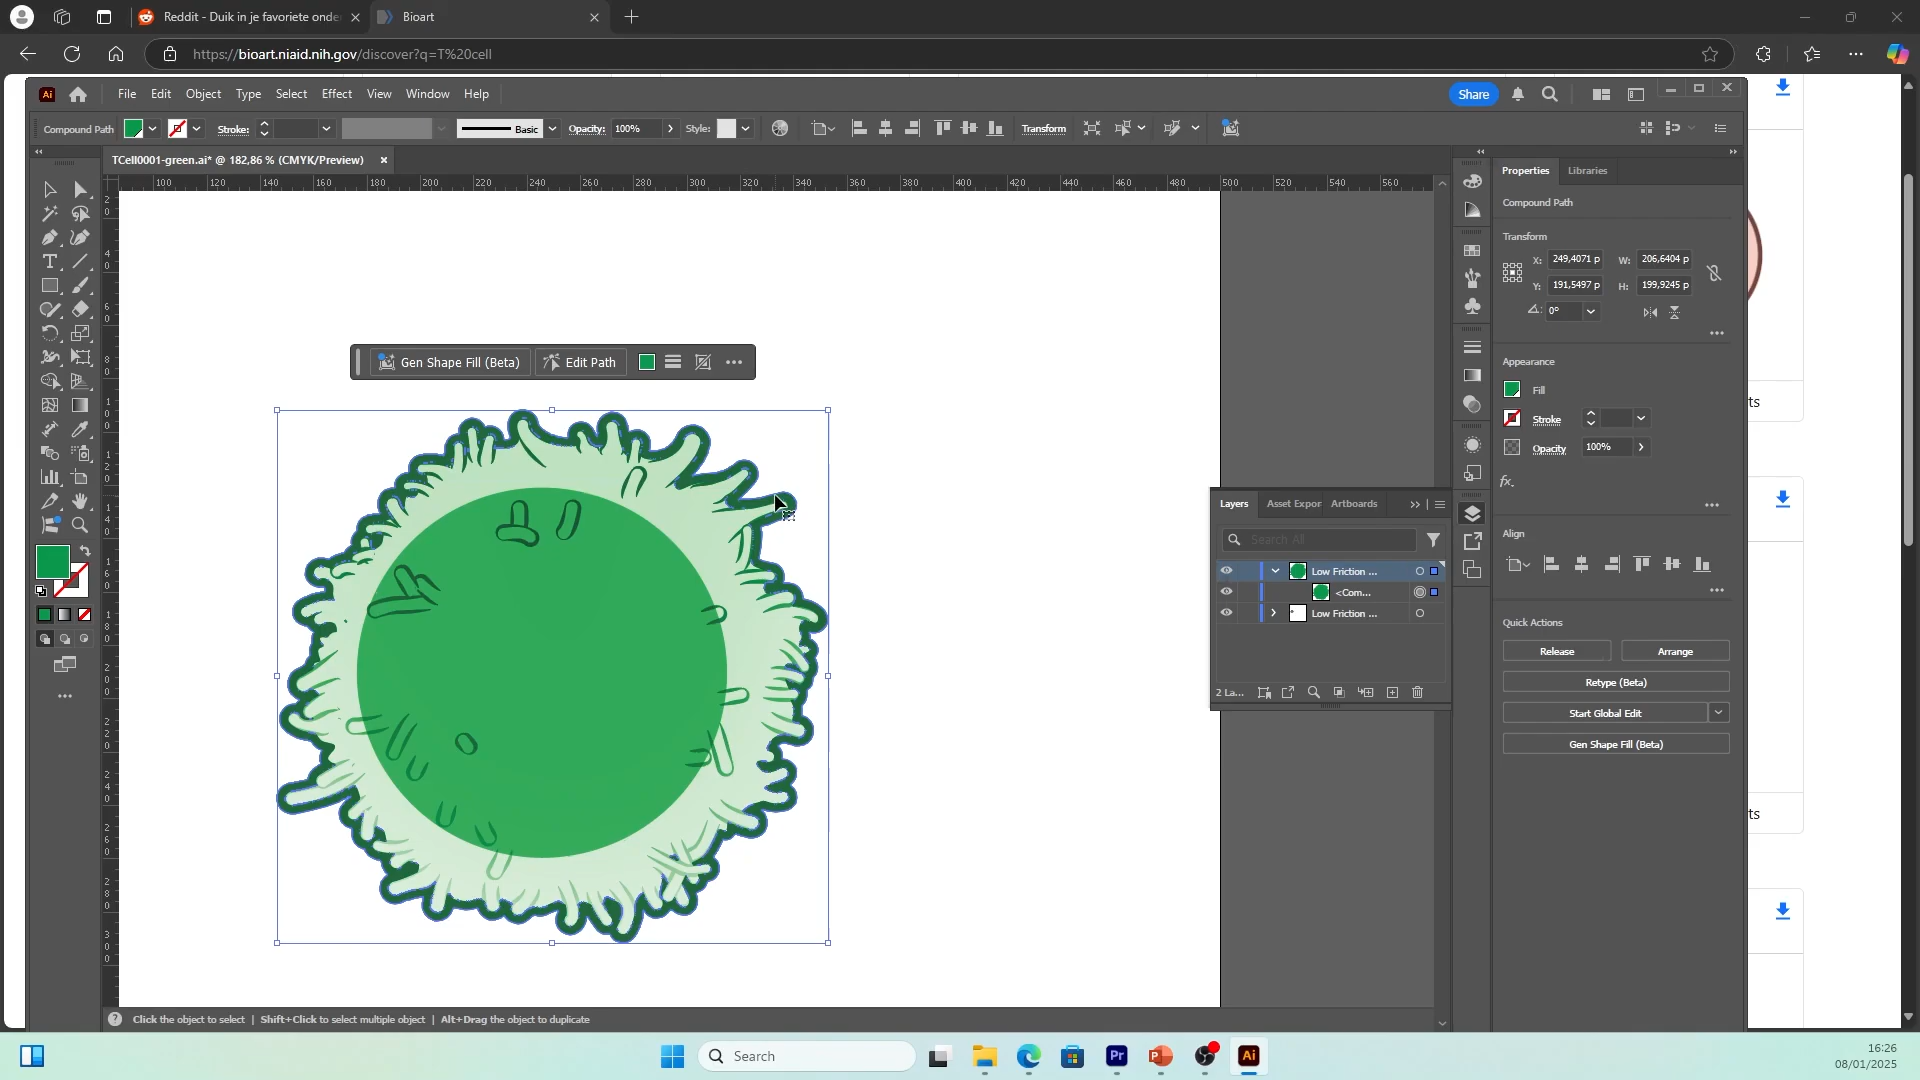 Reddit - Duik in je favoriete onde
Bioart
https://bioart.niaid.nih.gov/discover?q=T%20cell
Ai
File Edit Object Type Select Effect View Window Help
Share
Compound Path
Stroke:
Basic
Opacity: 100%
Style:
Transform
TCell0001-green.ai* @ 182,86 % (CMYK/Preview)
100 120 140 160 180 200 220 240 260 280 300 320 340 360 380 400 420 440 460 480 500 520 540 560
Gen Shape Fill (Beta)
Edit Path
Properties
Libraries
Compound Path
Transform
X: 249,4071 p
W: 206,6404 p
Y: 191,5497 p
H: 199,9245 p
0°
Appearance
Fill
Stroke
Opacity
100%
fx.
Align
Quick Actions
Release
Arrange
Retype (Beta)
Start Global Edit
Gen Shape Fill (Beta)
Layers
Asset Expor
Artboards
Search All
Low Friction ...
<Com...
Low Friction ...
2 La...
ts
ts
Click the object to select | Shift+Click to select multiple object | Alt+Drag the object to duplicate
Search
Pr
P
Ai
16:26
08/01/2025